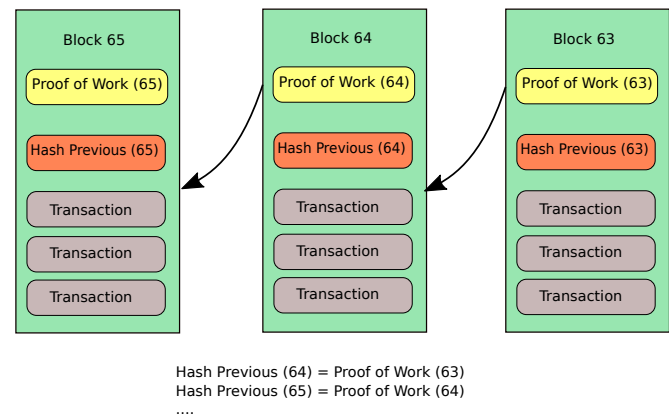 Block 65
Proof of Work (65)
Hash Previous (65)
Transaction
Transaction
Transaction
Block 64
Proof of Work (64)
Hash Previous (64)
Transaction
Transaction
Transaction
Block 63
Proof of Work (63)
Hash Previous (63)
Transaction
Transaction
Transaction
Hash Previous (64) = Proof of Work (63)
Hash Previous (65) = Proof of Work (64)
....